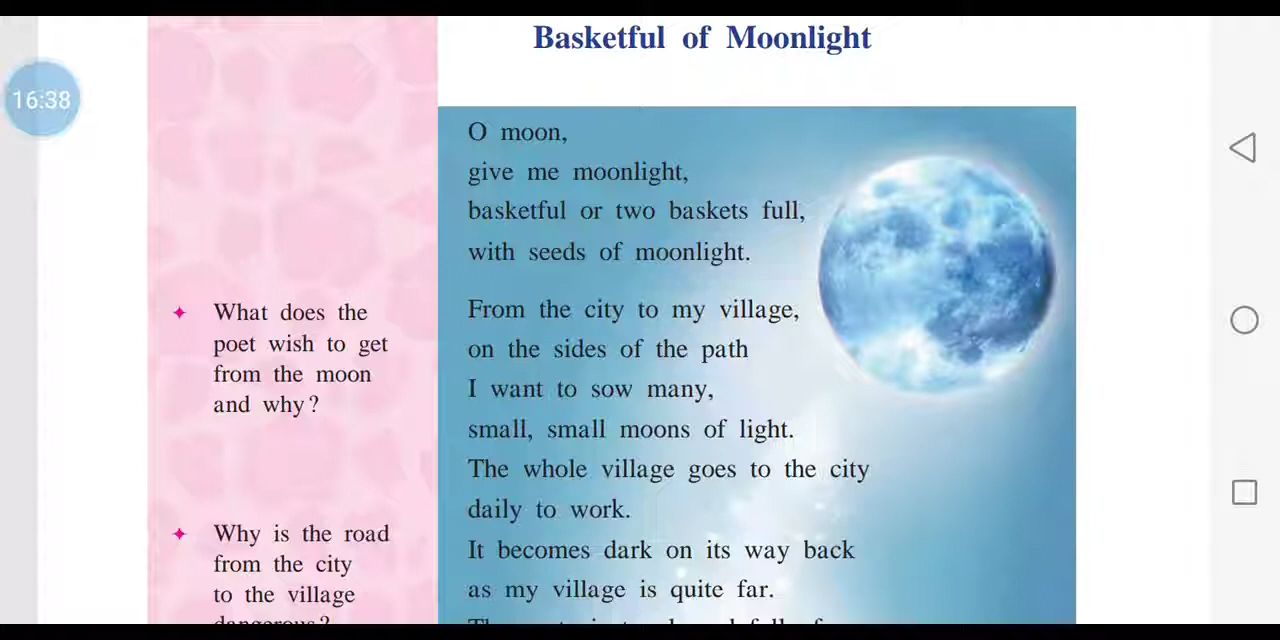 Basketful of Moonlight
16:38
O moon,
give me moonlight,
basketful or two baskets full,
with seeds of moonlight.
From the city to my village,
on the sides of the path
I want to sow many,
small, small moons of light.
The whole village goes to the city
daily to work.
It becomes dark on its way back
as my village is quite far.
✦ What does the
poet wish to get
from the moon
and why?
✦ Why is the road
from the city
to the village
dangerous?